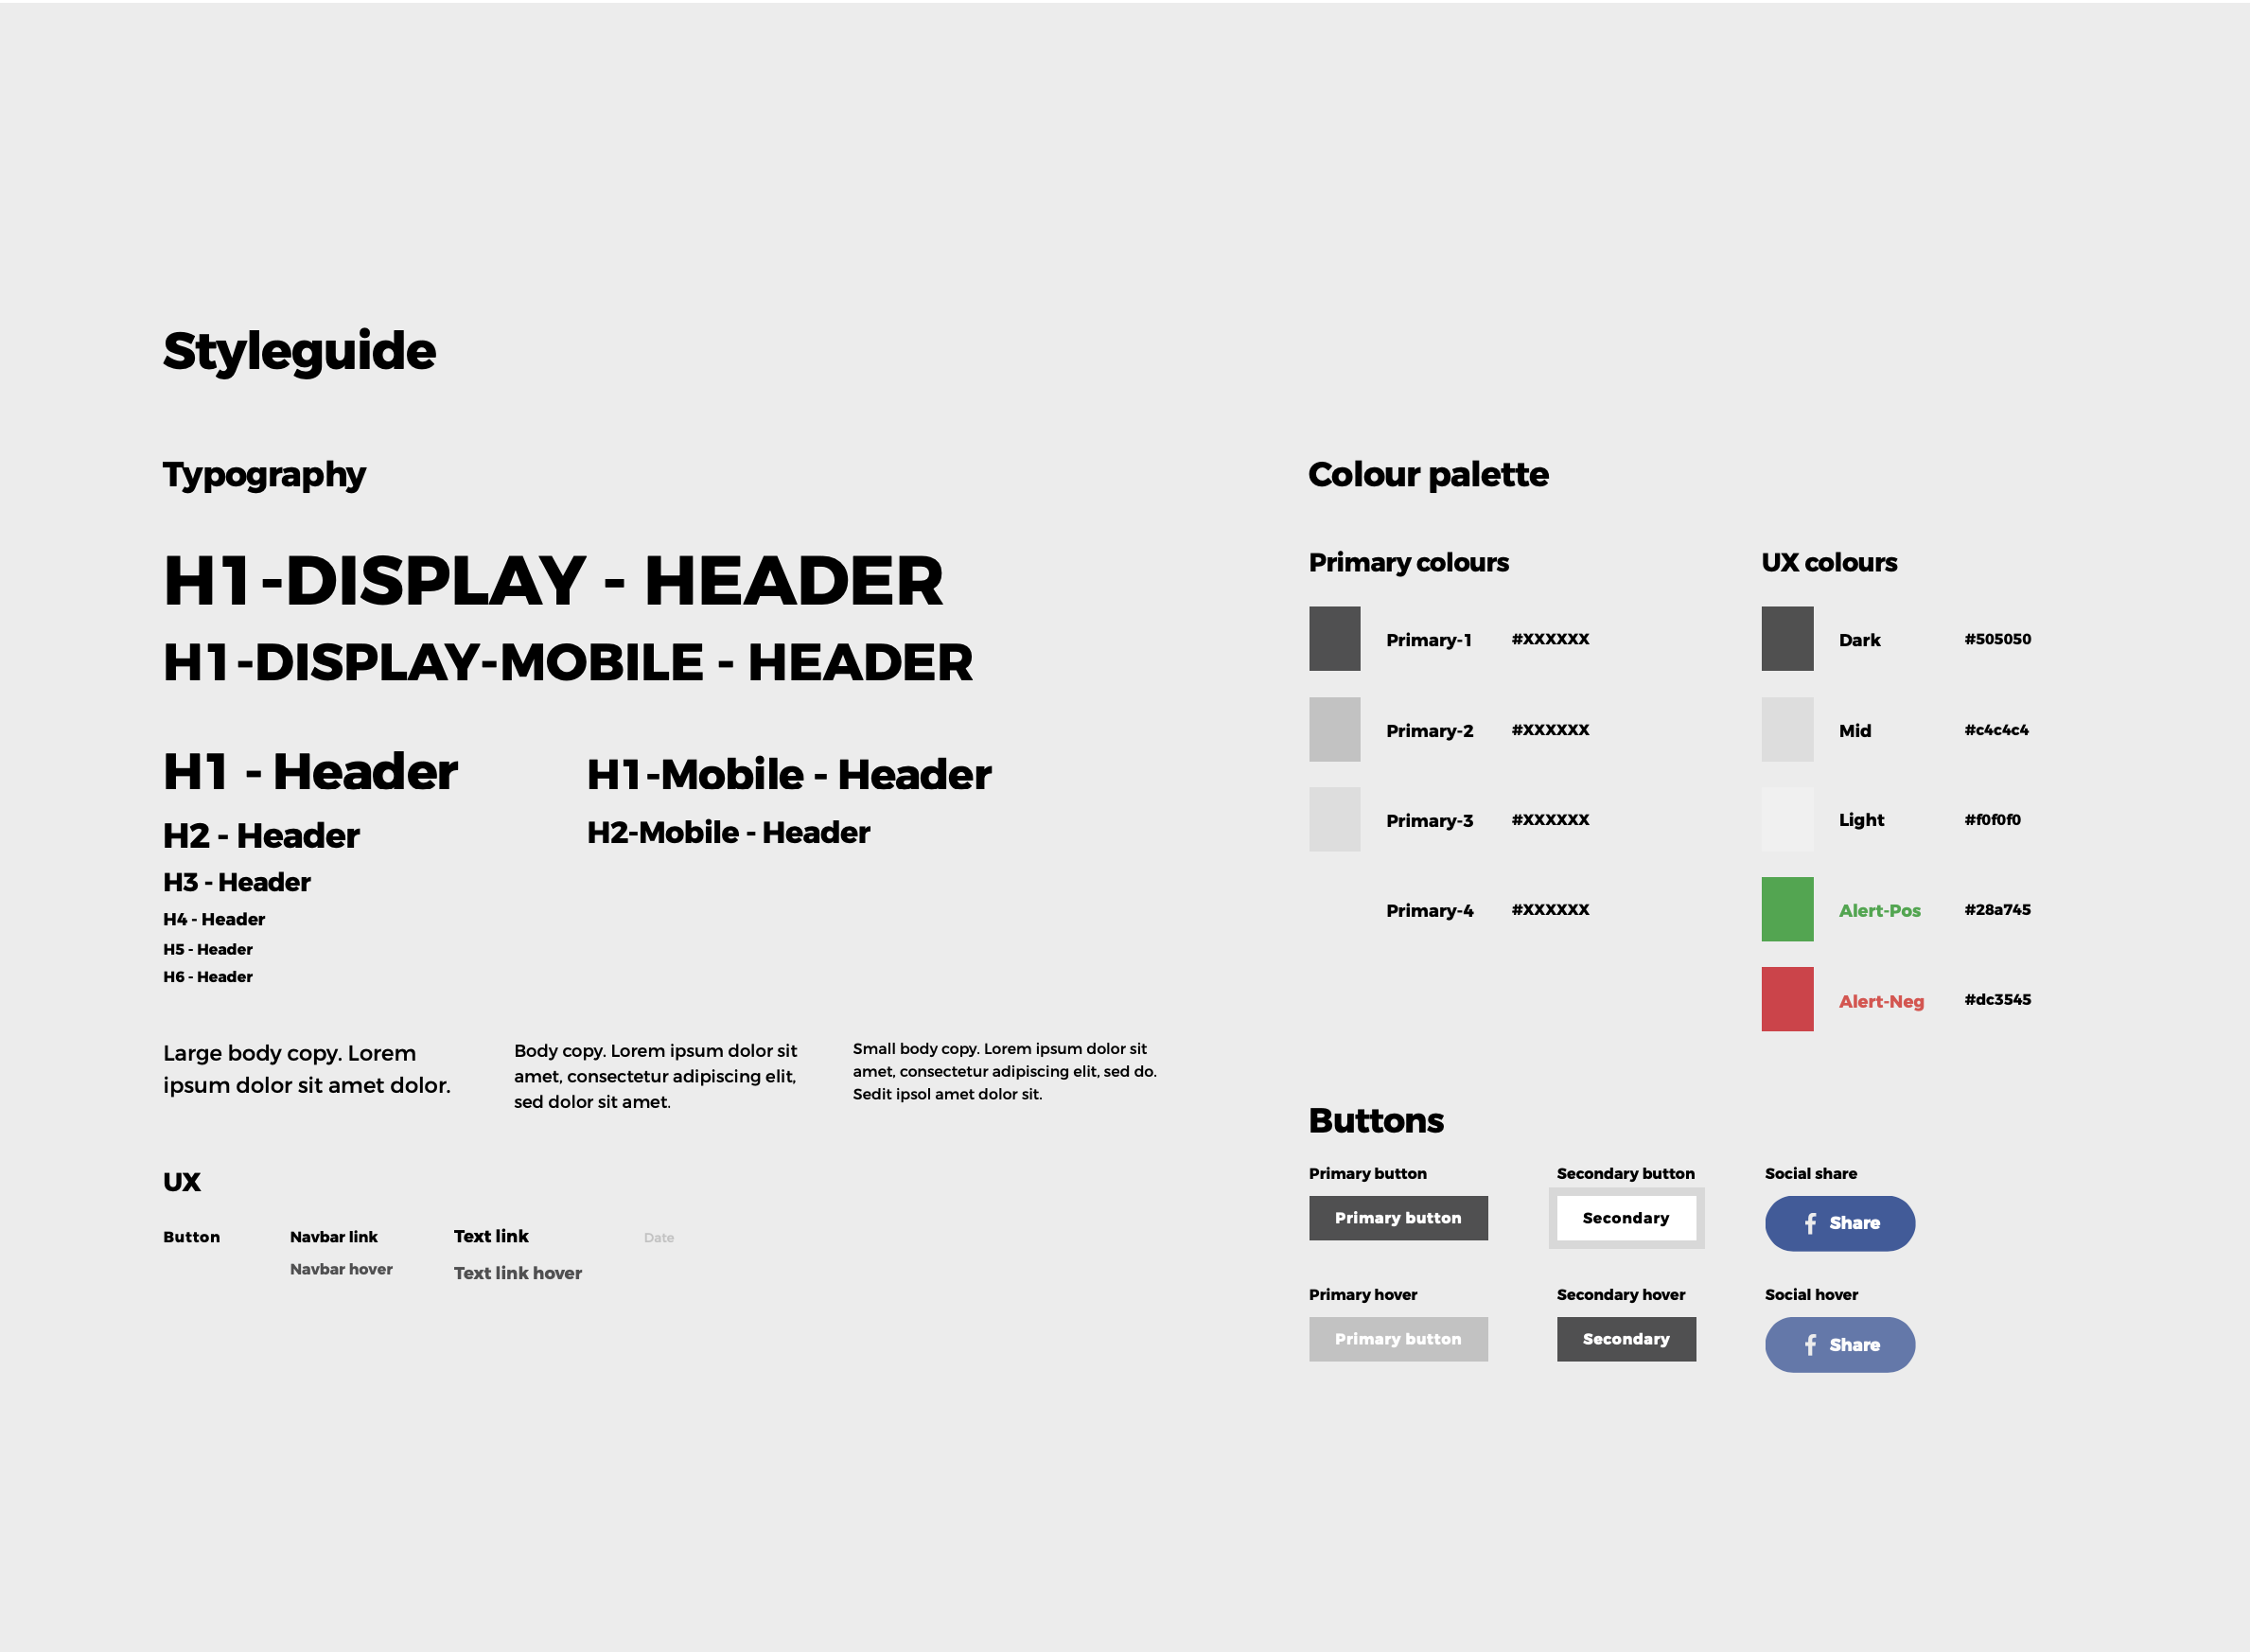 Styleguide
Typography
H1-DISPLAY - HEADER
H1-DISPLAY-MOBILE - HEADER
H1 - Header
H1-Mobile - Header
H2 - Header
H2-Mobile - Header
H3 - Header
H4 - Header
H5 - Header
H6 - Header
Large body copy. Lorem
ipsum dolor sit amet dolor.
Body copy. Lorem ipsum dolor sit
amet, consectetur adipiscing elit,
sed dolor sit amet.
Small body copy. Lorem ipsum dolor sit
amet, consectetur adipiscing elit, sed do.
Sedit ipsol amet dolor sit.
UX
Button
Navbar link
Text link
Date
Navbar hover
Text link hover
Colour palette
Primary colours
Primary-1 #XXXXXX
Primary-2 #XXXXXX
Primary-3 #XXXXXX
Primary-4 #XXXXXX
UX colours
Dark #505050
Mid #c4c4c4
Light #f0f0f0
Alert-Pos #28a745
Alert-Neg #dc3545
Buttons
Primary button
Secondary button
Social share
Primary button
Secondary
Share
Primary hover
Secondary hover
Social hover
Primary button
Secondary
Share